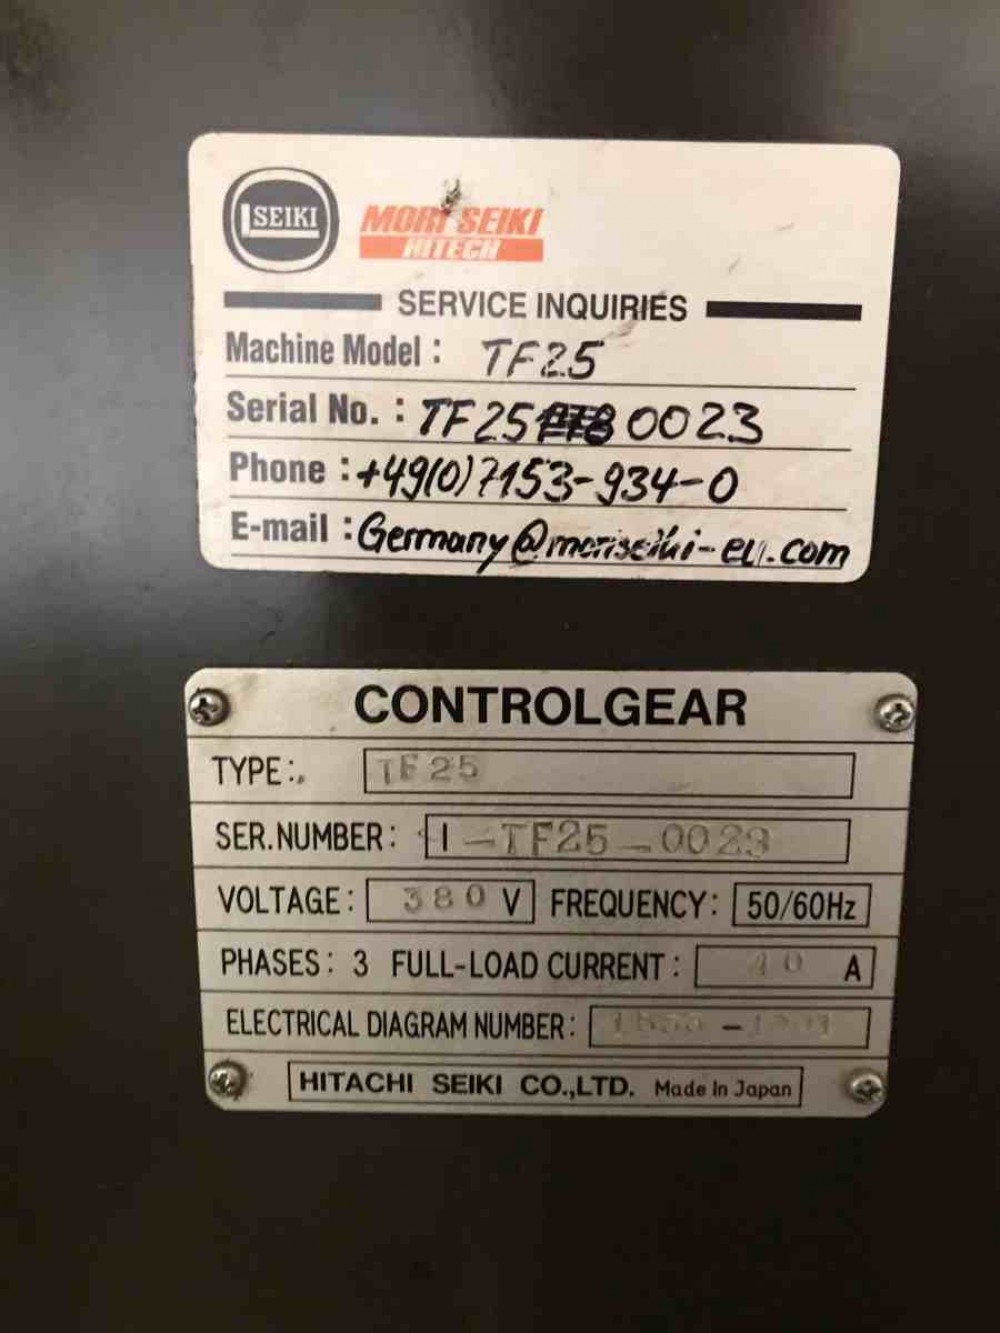 SEIKI
MORI SEIKI
HITECH
SERVICE INQUIRIES
Machine Model : TF25
Serial No. : TF25 0023
Phone : +49(0)7153-934-0
E-mail : Germany@moriseiki-eu.com
CONTROLGEAR
TYPE: TF25
SER.NUMBER: I-TF25-0023
VOLTAGE: 380 V FREQUENCY: 50/60Hz
PHASES: 3 FULL-LOAD CURRENT: 40 A
ELECTRICAL DIAGRAM NUMBER:
HITACHI SEIKI CO.,LTD. Made In Japan